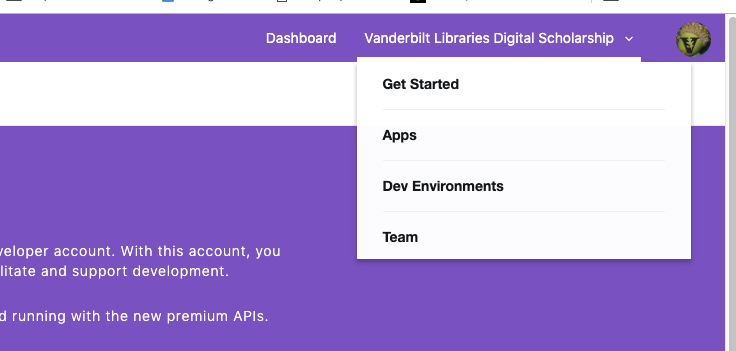 Dashboard Vanderbilt Libraries Digital Scholarship
Get Started
Apps
Dev Environments
Team
veloper account. With this account, you
litate and support development.
d running with the new premium APIs.